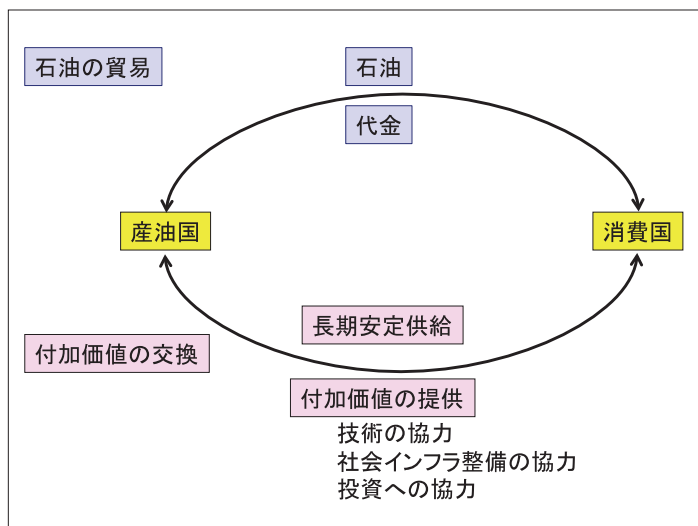 石油の貿易
石油
代金
産油国
消費国
長期安定供給
付加価値の交換
付加価値の提供
技術の協力
社会インフラ整備の協力
投資への協力